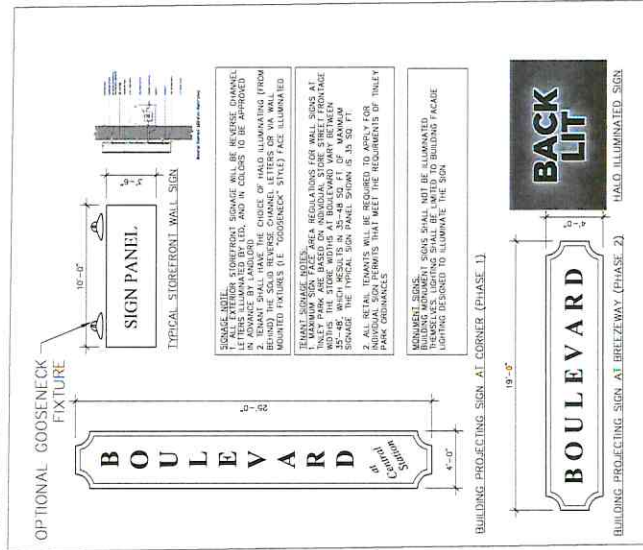 OPTIONAL GOOSENECK
FIXTURE
10'-0"
SIGN PANEL
3'-6"
TYPICAL STOREFRONT WALL SIGN
SIGNAGE NOTE:
1. ALL EXTERIOR STOREFRONT SIGNAGE WILL BE REVERSE CHANNEL
LETTERS ILLUMINATED BY LED, AND IN COLORS TO BE APPROVED
IN ADVANCE BY LANDLORD
2. TENANT SHALL HAVE THE CHOICE OF HALO ILLUMINATING (FROM
BEHIND) THE SOLID REVERSE CHANNEL LETTERS OR VIA WALL
MOUNTED FIXTURES (I.E. "GOOSENECK" STYLE) FACE ILLUMINATED
TENANT SIGNAGE NOTES:
1. MAXIMUM SIGN FACE AREA REGULATIONS FOR WALL SIGNS AT
TINLEY PARK ARE BASED ON INDIVIDUAL STORE STREET FRONTAGE
WIDTHS. THE STORE WIDTHS AT BOULEVARD VARY BETWEEN
35'-48', WHICH RESULTS IN 35-48 SQ. FT. OF MAXIMUM
SIGNAGE. THE TYPICAL SIGN PANEL SHOWN IS 35 SQ. FT.
2. ALL RETAIL TENANTS WILL BE REQUIRED TO APPLY FOR
INDIVIDUAL SIGN PERMITS THAT MEET THE REQUIRMENTS OF TINLEY
PARK ORDINANCES
MONUMENT SIGNS:
BUILDING MONUMENT SIGNS SHALL NOT BE ILLUMINATED
THEMSELVES. LIGHTING SHALL BE LIMITED TO BUILDING FACADE
LIGHTING DESIGNED TO ILLUMINATE THE SIGN
BOULEVARD
at
Central
Station
25'-0"
4'-0"
BUILDING PROJECTING SIGN AT CORNER (PHASE 1)
19'-0"
BOULEVARD
4'-0"
BUILDING PROJECTING SIGN AT BREEZEWAY (PHASE 2)
BACK
LIT
HALO ILLUMINATED SIGN